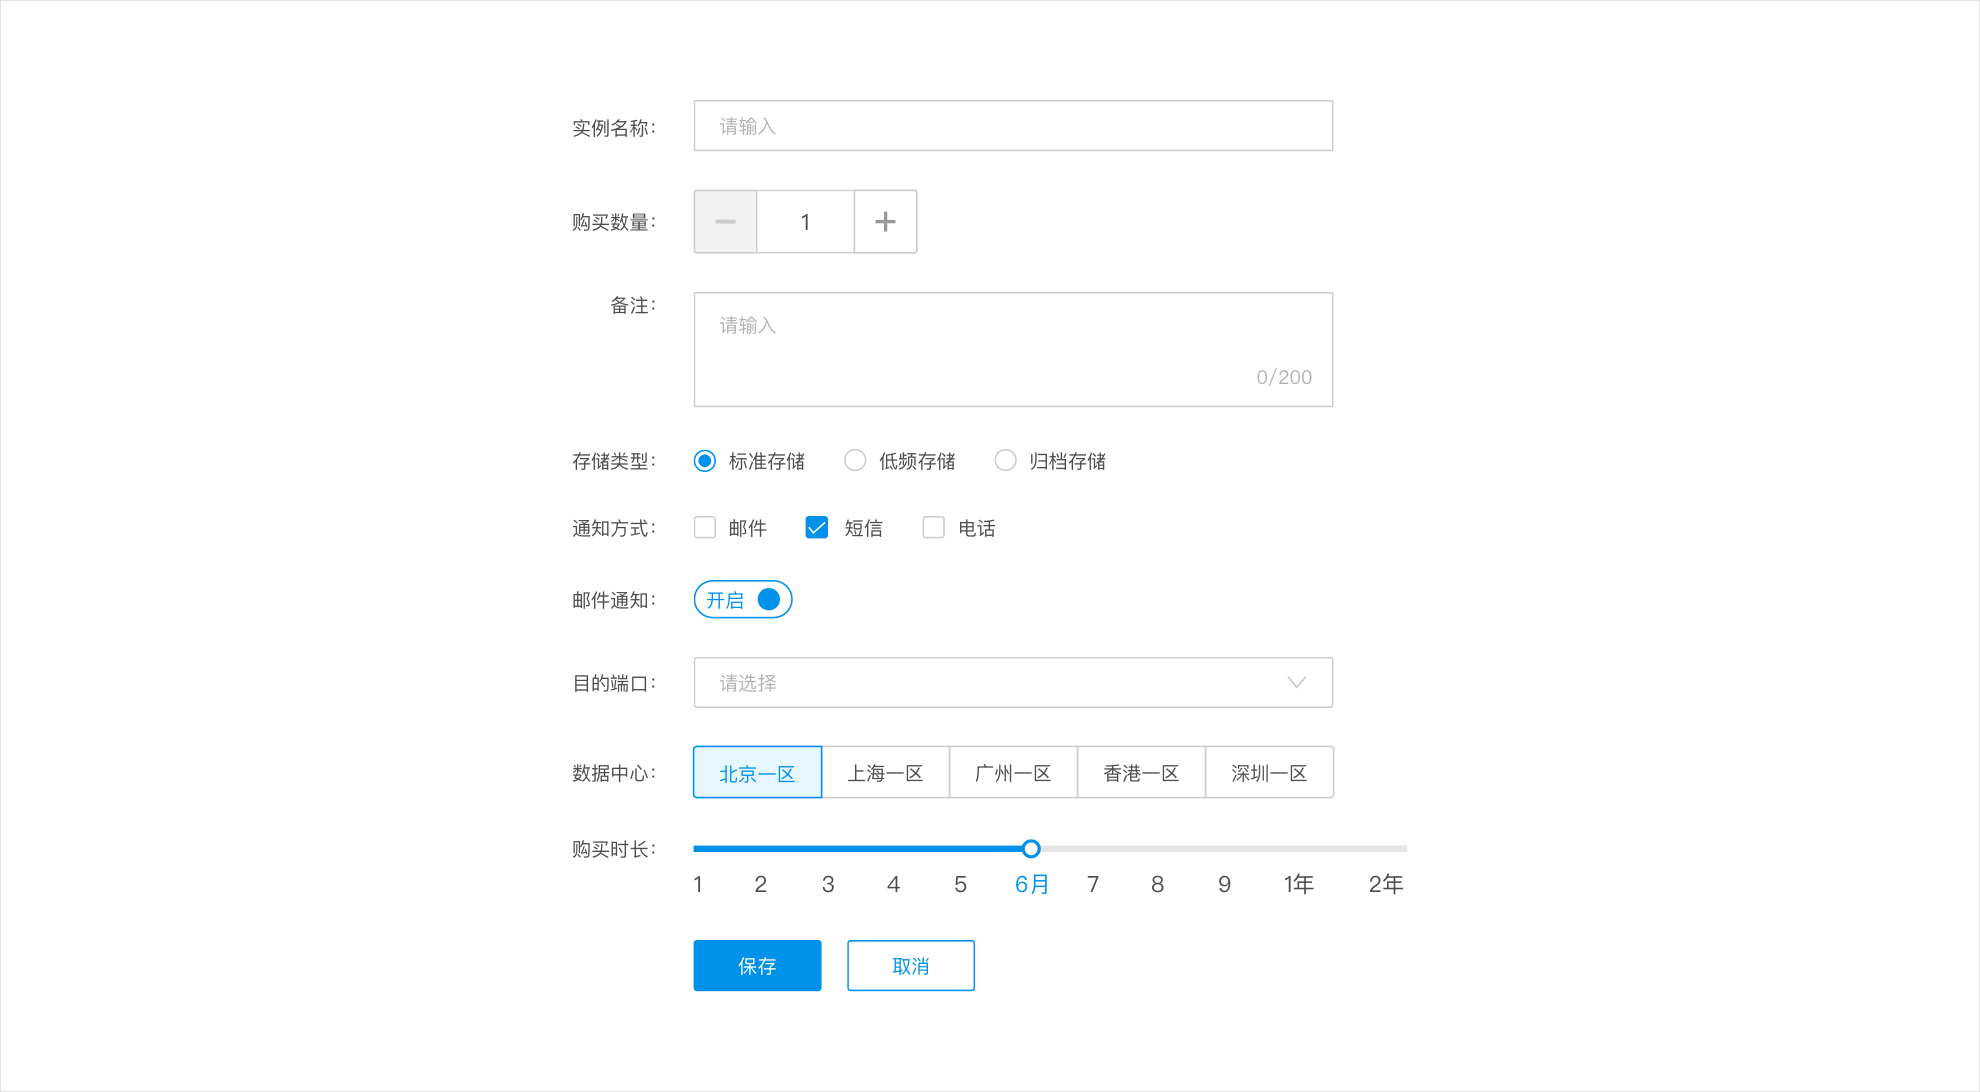 实例名称： 请输入
购买数量： 1
备注： 请输入
0/200
存储类型： 标准存储 低频存储 归档存储
通知方式： 邮件 短信 电话
邮件通知： 开启
目的端口： 请选择
数据中心： 北京一区 上海一区 广州一区 香港一区 深圳一区
购买时长：
1 2 3 4 5 6月 7 8 9 1年 2年
保存 取消